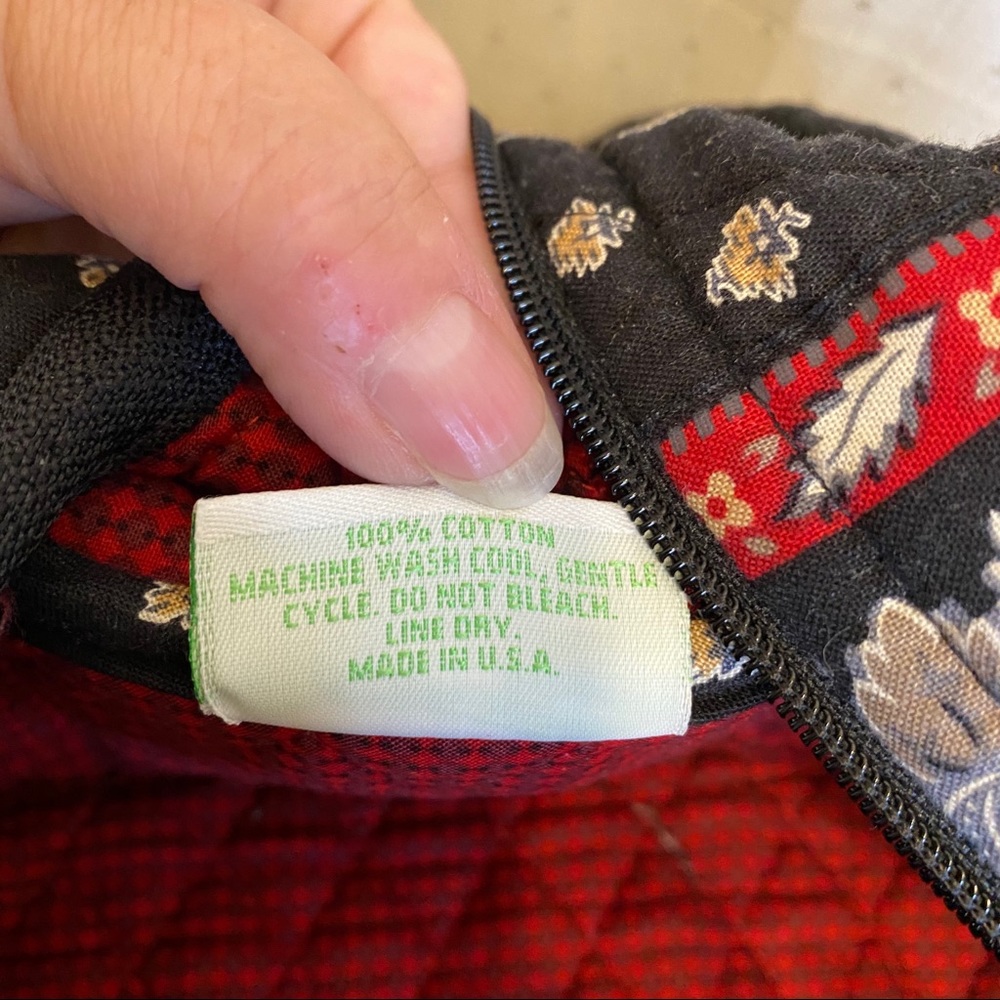 100% COTTON
MACHINE WASH COOL, GENTLE
CYCLE. DO NOT BLEACH.
LINE DRY.
MADE IN U.S.A.